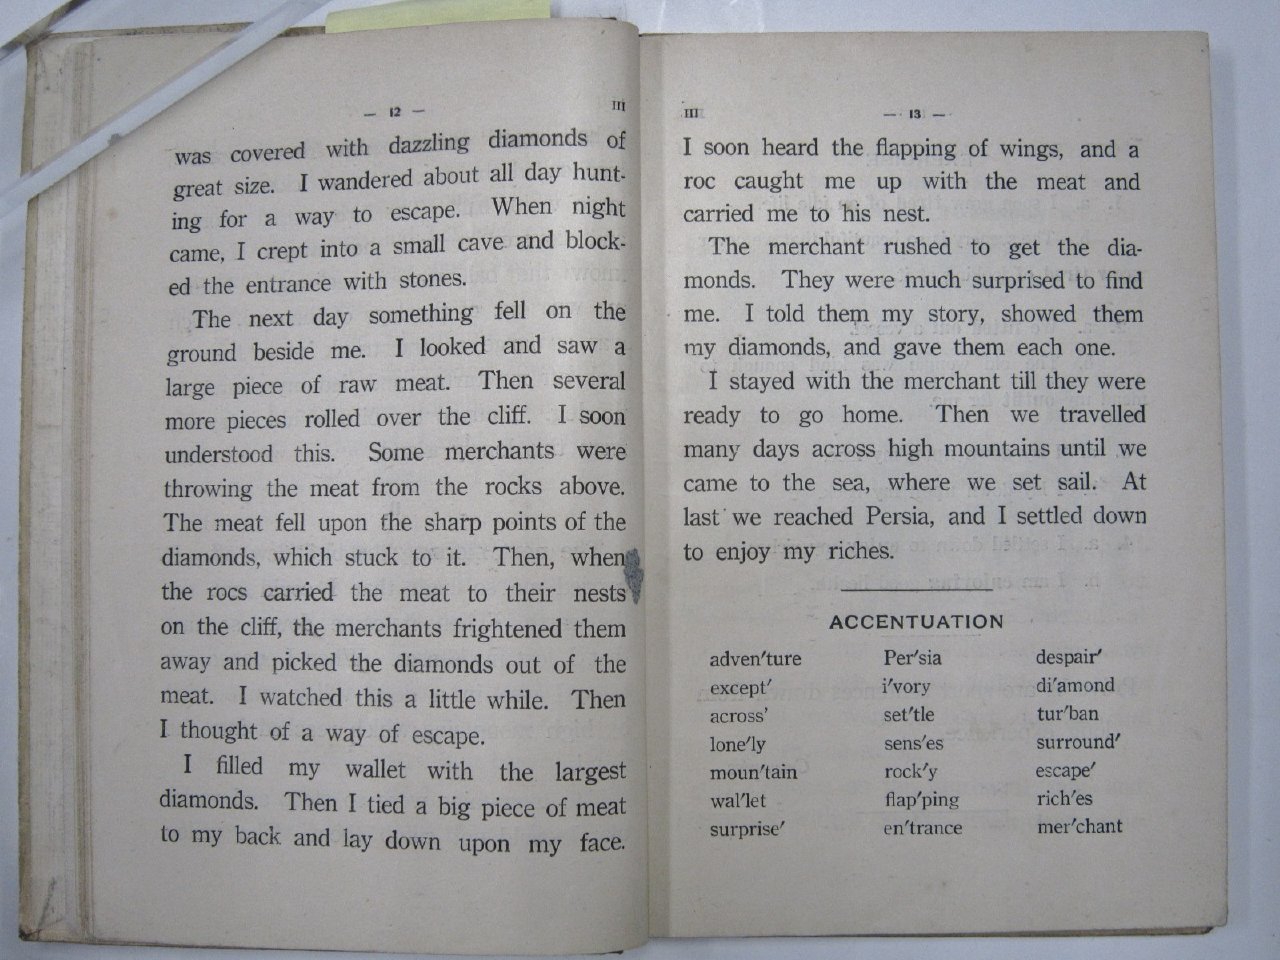 — 12 —
III
was covered with dazzling diamonds of
great size. I wandered about all day hunt-
ing for a way to escape. When night
came, I crept into a small cave and block-
ed the entrance with stones.
The next day something fell on the
ground beside me. I looked and saw a
large piece of raw meat. Then several
more pieces rolled over the cliff. I soon
understood this. Some merchants were
throwing the meat from the rocks above.
The meat fell upon the sharp points of the
diamonds, which stuck to it. Then, when
the rocs carried the meat to their nests
on the cliff, the merchants frightened them
away and picked the diamonds out of the
meat. I watched this a little while. Then
I thought of a way of escape.
I filled my wallet with the largest
diamonds. Then I tied a big piece of meat
to my back and lay down upon my face.
III
— 13 —
I soon heard the flapping of wings, and a
roc caught me up with the meat and
carried me to his nest.
The merchant rushed to get the dia-
monds. They were much surprised to find
me. I told them my story, showed them
my diamonds, and gave them each one.
I stayed with the merchant till they were
ready to go home. Then we travelled
many days across high mountains until we
came to the sea, where we set sail. At
last we reached Persia, and I settled down
to enjoy my riches.
ACCENTUATION
adven′ture Per′sia despair′
except′ i′vory di′amond
across′ set′tle tur′ban
lone′ly sens′es surround′
moun′tain rock′y escape′
wal′let flap′ping rich′es
surprise′ en′trance mer′chant